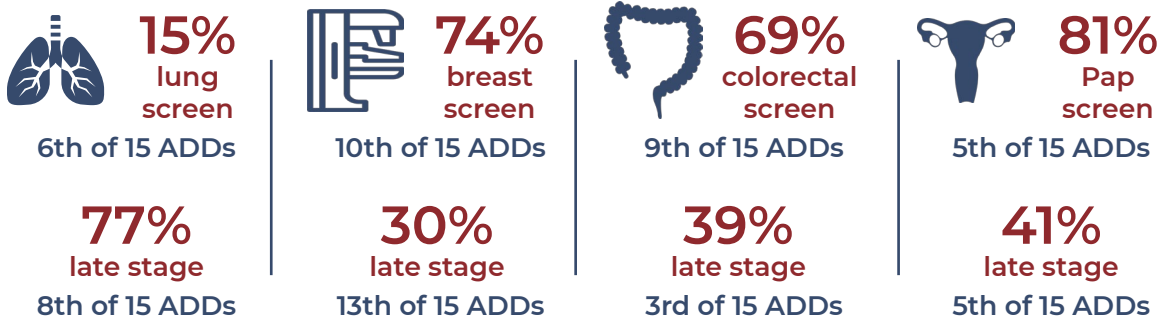 15%
lung
screen
6th of 15 ADDs
77%
late stage
8th of 15 ADDs
74%
breast
screen
10th of 15 ADDs
30%
late stage
13th of 15 ADDs
69%
colorectal
screen
9th of 15 ADDs
39%
late stage
3rd of 15 ADDs
81%
Pap
screen
5th of 15 ADDs
41%
late stage
5th of 15 ADDs